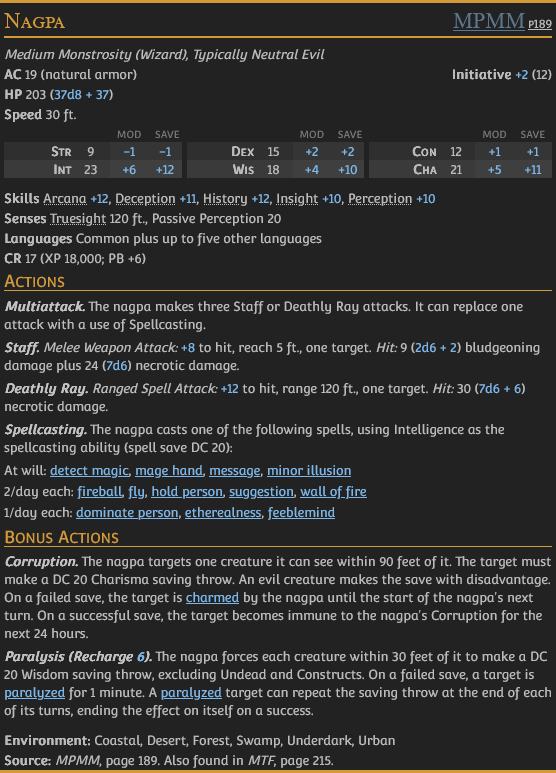 Nagpa MPMM P189
Medium Monstrosity (Wizard), Typically Neutral Evil
AC 19 (natural armor) Initiative +2 (12)
HP 203 (37d8 + 37)
Speed 30 ft.
MOD SAVE MOD SAVE MOD SAVE
STR 9 −1 −1 DEX 15 +2 +2 CON 12 +1 +1
INT 23 +6 +12 WIS 18 +4 +10 CHA 21 +5 +11
Skills Arcana +12, Deception +11, History +12, Insight +10, Perception +10
Senses Truesight 120 ft., Passive Perception 20
Languages Common plus up to five other languages
CR 17 (XP 18,000; PB +6)
Actions
Multiattack. The nagpa makes three Staff or Deathly Ray attacks. It can replace one
attack with a use of Spellcasting.
Staff. Melee Weapon Attack: +8 to hit, reach 5 ft., one target. Hit: 9 (2d6 + 2) bludgeoning
damage plus 24 (7d6) necrotic damage.
Deathly Ray. Ranged Spell Attack: +12 to hit, range 120 ft., one target. Hit: 30 (7d6 + 6)
necrotic damage.
Spellcasting. The nagpa casts one of the following spells, using Intelligence as the
spellcasting ability (spell save DC 20):
At will: detect magic, mage hand, message, minor illusion
2/day each: fireball, fly, hold person, suggestion, wall of fire
1/day each: dominate person, etherealness, feeblemind
Bonus Actions
Corruption. The nagpa targets one creature it can see within 90 feet of it. The target must
make a DC 20 Charisma saving throw. An evil creature makes the save with disadvantage.
On a failed save, the target is charmed by the nagpa until the start of the nagpa's next
turn. On a successful save, the target becomes immune to the nagpa's Corruption for the
next 24 hours.
Paralysis (Recharge 6). The nagpa forces each creature within 30 feet of it to make a DC
20 Wisdom saving throw, excluding Undead and Constructs. On a failed save, a target is
paralyzed for 1 minute. A paralyzed target can repeat the saving throw at the end of each
of its turns, ending the effect on itself on a success.
Environment: Coastal, Desert, Forest, Swamp, Underdark, Urban
Source: MPMM, page 189. Also found in MTF, page 215.